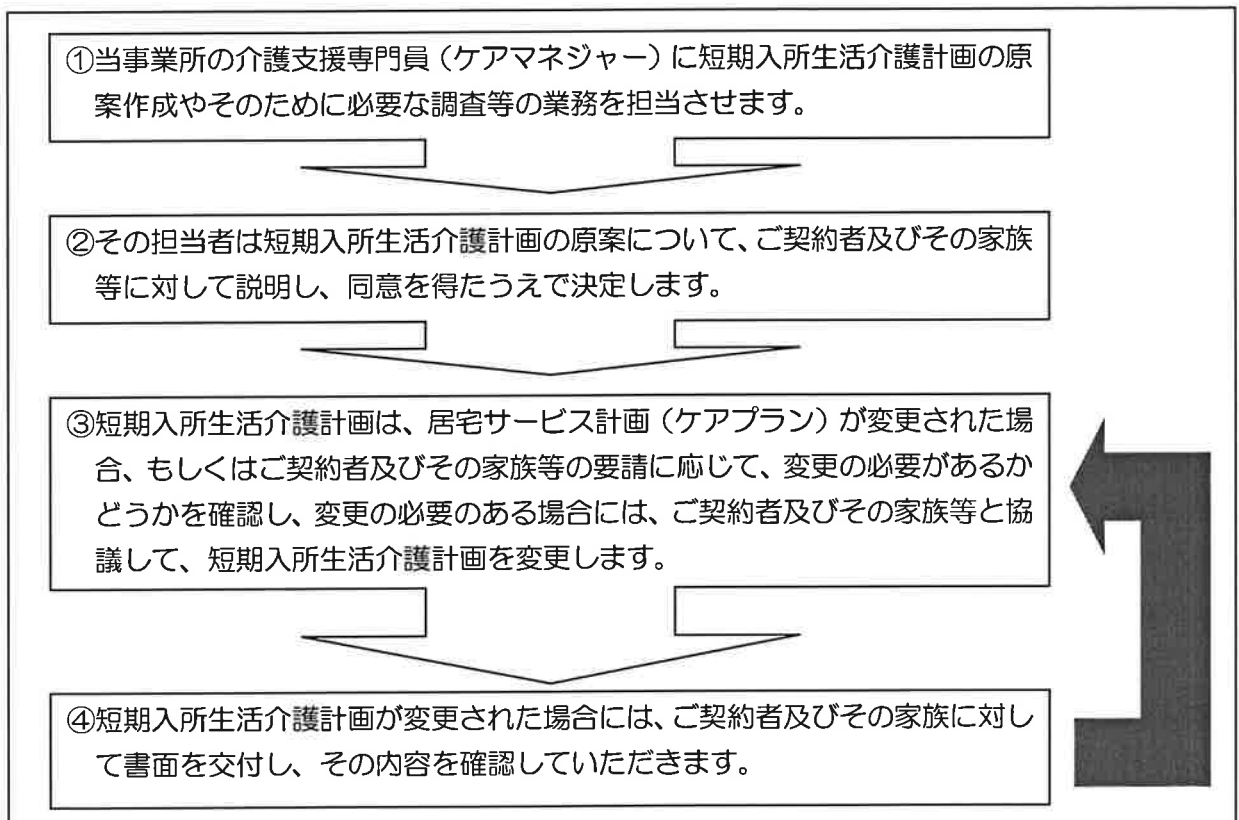 ①当事業所の介護支援専門員（ケアマネジャー）に短期入所生活介護計画の原
案作成やそのために必要な調査等の業務を担当させます。
②その担当者は短期入所生活介護計画の原案について、ご契約者及びその家族
等に対して説明し、同意を得たうえで決定します。
③短期入所生活介護計画は、居宅サービス計画（ケアプラン）が変更された場
合、もしくはご契約者及びその家族等の要請に応じて、変更の必要があるか
どうかを確認し、変更の必要のある場合には、ご契約者及びその家族等と協
議して、短期入所生活介護計画を変更します。
④短期入所生活介護計画が変更された場合には、ご契約者及びその家族に対し
て書面を交付し、その内容を確認していただきます。